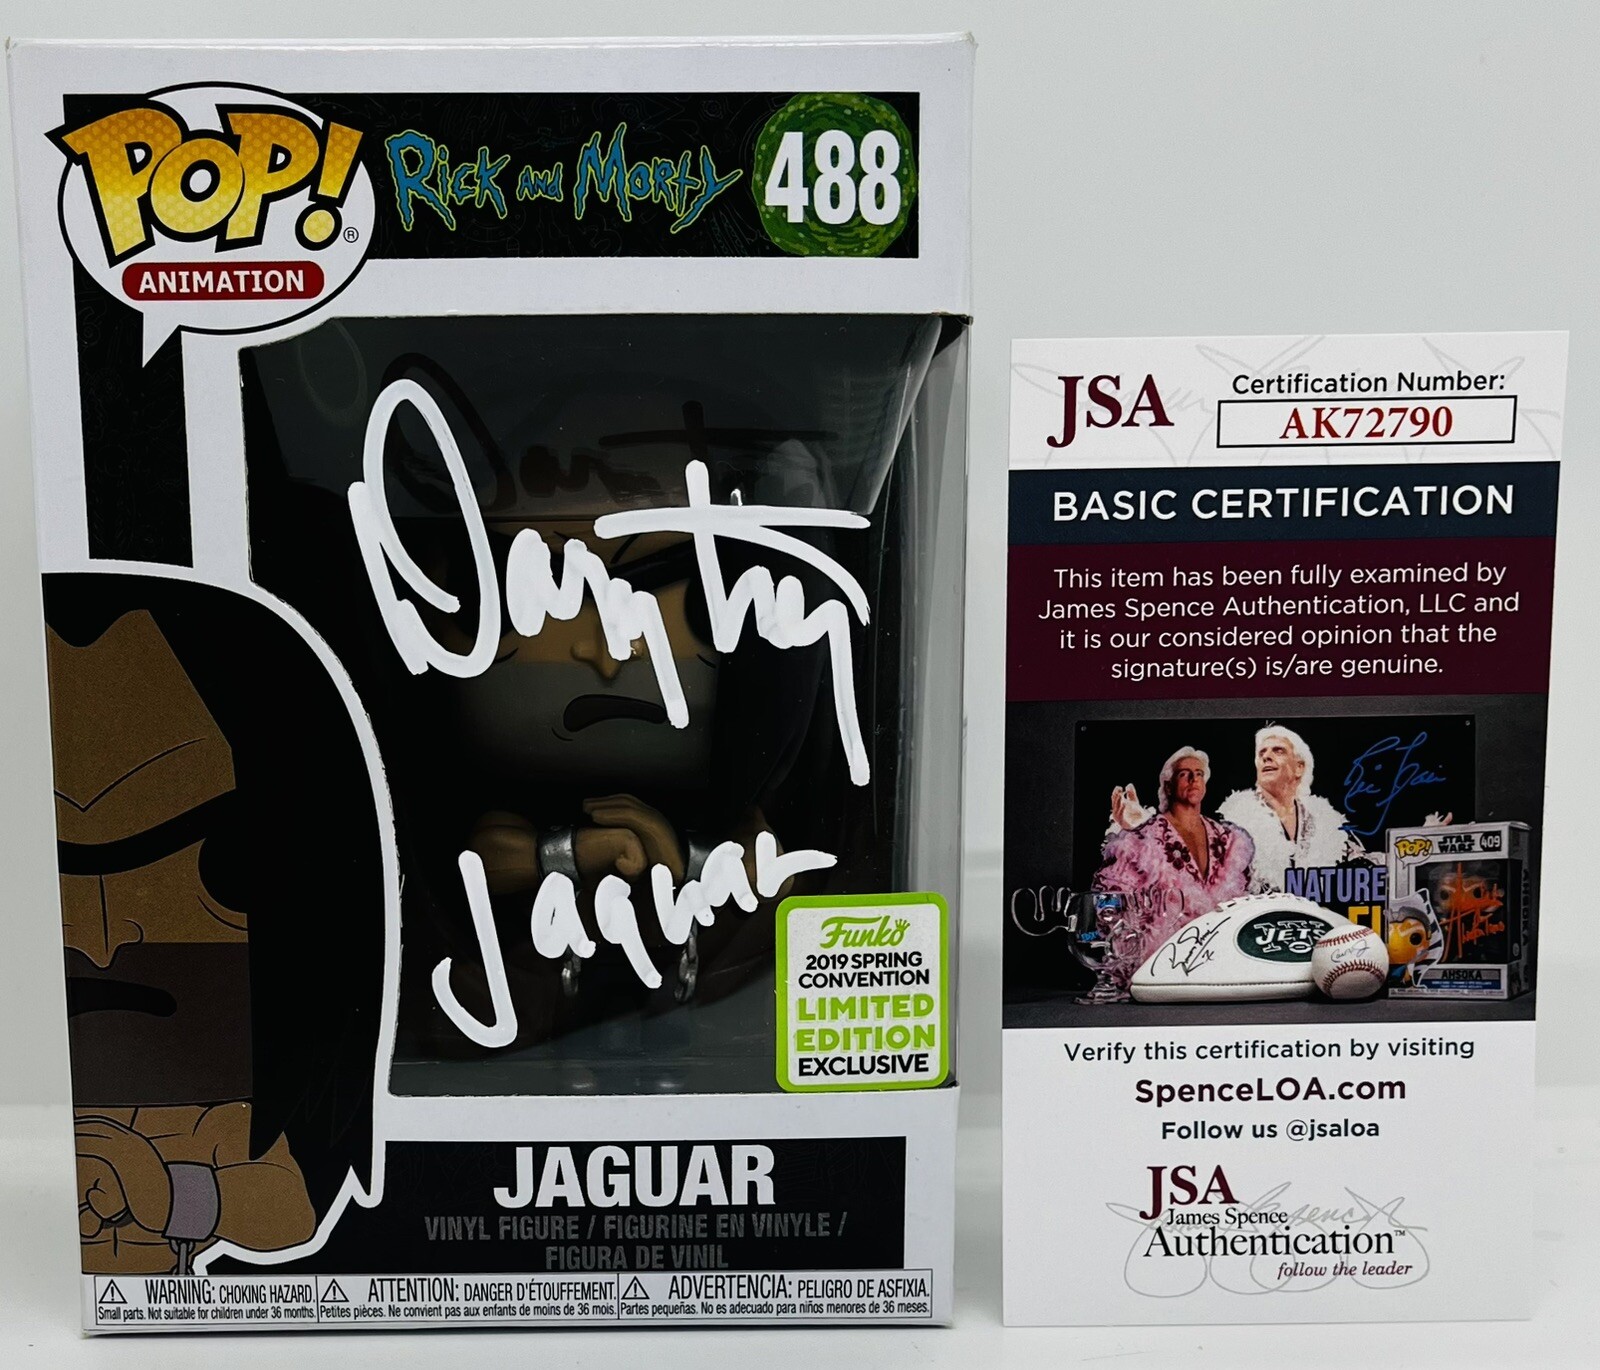 POP!®
ANIMATION
Rick and Morty
488
Danny Trejo
Jaguar
Funko
2019 SPRING
CONVENTION
LIMITED
EDITION
EXCLUSIVE
JAGUAR
VINYL FIGURE / FIGURINE EN VINYLE /
FIGURA DE VINIL
WARNING: CHOKING HAZARD.
Small parts. Not suitable for children under 36 months.
ATTENTION: DANGER D'ÉTOUFFEMENT.
Petites pièces. Ne convient pas aux enfants de moins de 36 mois.
ADVERTENCIA: PELIGRO DE ASFIXIA.
Partes pequeñas. No es adecuado para niños menores de 36 meses.
JSA
Certification Number:
AK72790
BASIC CERTIFICATION
This item has been fully examined by
James Spence Authentication, LLC and
it is our considered opinion that the
signature(s) is/are genuine.
Ric Flair
NATURE
JETS
POP!
STAR
WARS
409
AHSOKA
Verify this certification by visiting
SpenceLOA.com
Follow us @jsaloa
JSA
James Spence
Authentication™
follow the leader